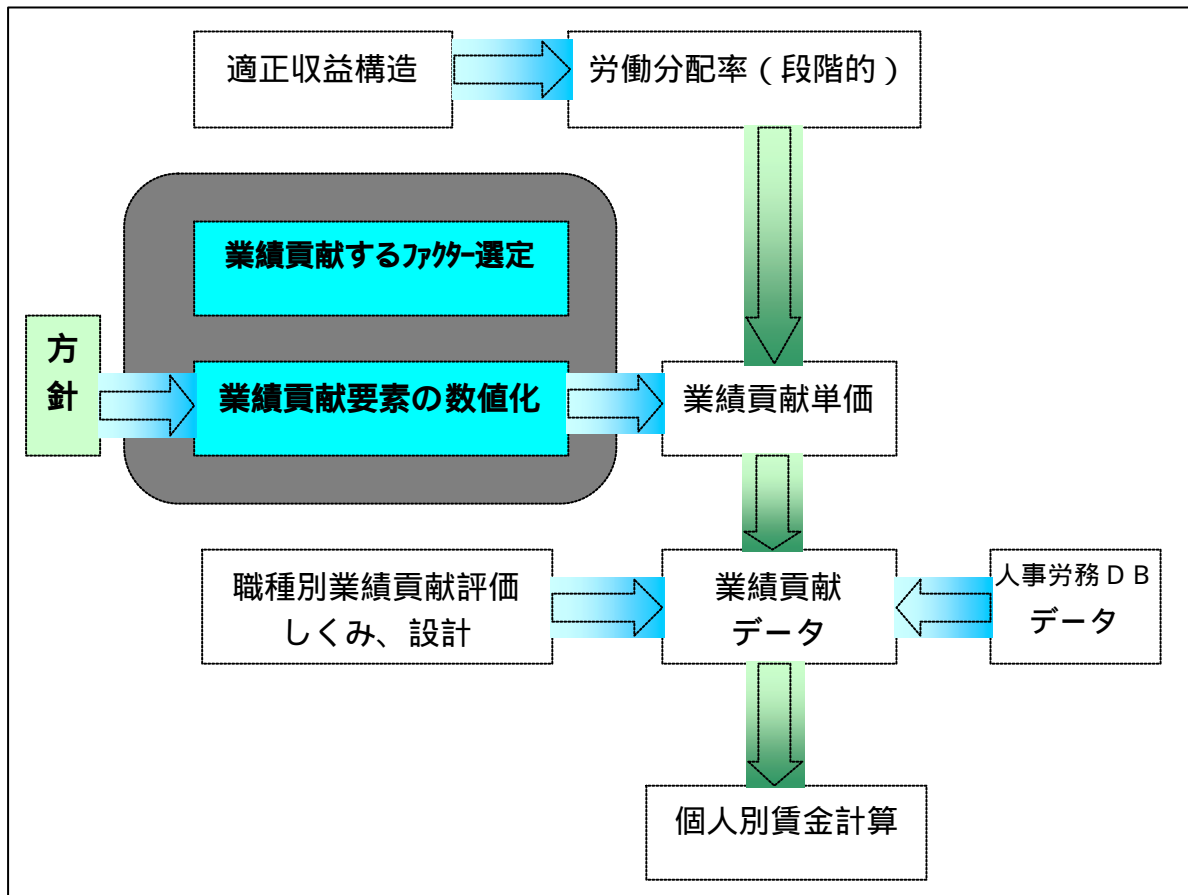 適正収益構造
労働分配率（段階的）
業績貢献するﾌｧｸﾀｰ選定
方
針
業績貢献要素の数値化
業績貢献単価
職種別業績貢献評価
しくみ、設計
業績貢献
データ
人事労務ＤＢ
データ
個人別賃金計算